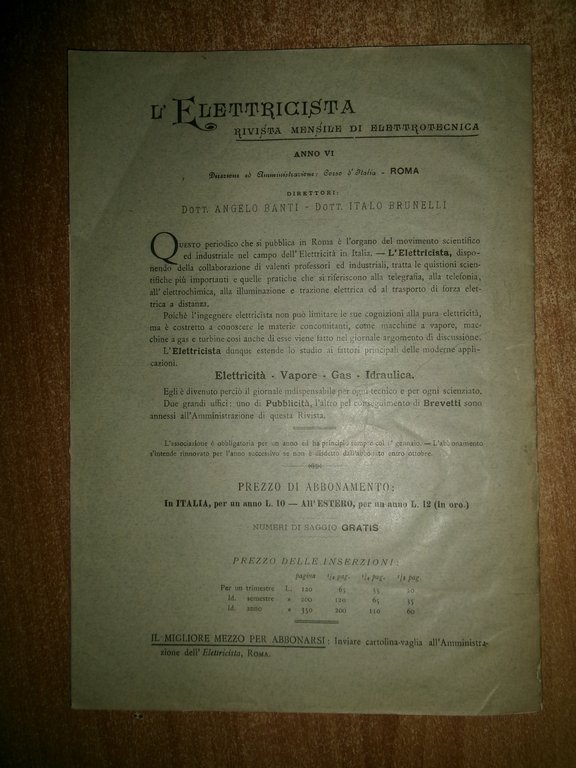 L' ELETTRICISTA
RIVISTA MENSILE DI ELETTROTECNICA
ANNO VI
Direzione ed Amministrazione: Corso d'Italia - ROMA
DIRETTORI:
DOTT. ANGELO BANTI - DOTT. ITALO BRUNELLI
QUESTO periodico che si pubblica in Roma è l'organo del movimento scientifico
ed industriale nel campo dell'Elettricità in Italia. — L'Elettricista, dispo-
nendo della collaborazione di valenti professori ed industriali, tratta le quistioni scien-
tifiche più importanti e quelle pratiche che si riferiscono alla telegrafia, alla telefonia,
all'elettrochimica, alla illuminazione e trazione elettrica ed al trasporto di forza elet-
trica a distanza.
Poichè l'ingegnere elettricista non può limitare le sue cognizioni alla pura elettricità,
ma è costretto a conoscere le materie concomitanti, come macchine a vapore, mac-
chine a gas e turbine così anche di esse viene fatto nel giornale argomento di discussione.
L'Elettricista dunque estende lo studio ai fattori principali delle moderne appli-
cazioni.
Elettricità - Vapore - Gas - Idraulica.
Egli è divenuto perciò il giornale indispensabile per ogni tecnico e per ogni scienziato.
Due grandi uffici: uno di Pubblicità, l'altro pel conseguimento di Brevetti sono
annessi all'Amministrazione di questa Rivista.
L'associazione è obbligatoria per un anno ed ha principio sempre col 1° gennaio. — L'abbonamento
s'intende rinnovato per l'anno successivo se non è disdetto dall'abbonato entro ottobre.
PREZZO DI ABBONAMENTO:
In ITALIA, per un anno L. 10 — All'ESTERO, per un anno L. 12 (in oro.)
NUMERI DI SAGGIO GRATIS
PREZZO DELLE INSERZIONI:
pagina 1/2 pag. 1/4 pag. 1/8 pag.
Per un trimestre L. 120 65 35 20
Id. semestre » 200 120 65 35
Id. anno » 350 200 110 60
IL MIGLIORE MEZZO PER ABBONARSI: Inviare cartolina-vaglia all'Amministra-
zione dell'Elettricista, ROMA.